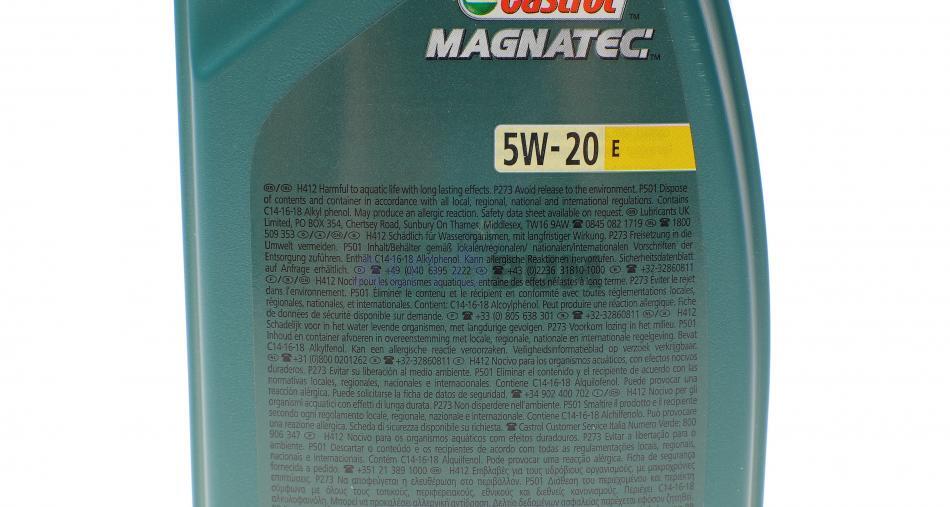 Castrol ™
MAGNATEC ™
5W-20 E
H412 Harmful to aquatic life with long lasting effects. P273 Avoid release to the environment. P501 Dispose
of contents and container in accordance with all local, regional, national and international regulations. Contains
C14-16-18 Alkyl phenol. May produce an allergic reaction. Safety data sheet available on request. Lubricants UK
Limited, PO BOX 354, Chertsey Road, Sunbury On Thames, Middlesex, TW16 9AW ☎ 0845 082 1719 ☎ 1800
509 353 H412 Schädlich für Wasserorganismen, mit langfristiger Wirkung. P273 Freisetzung in die
Umwelt vermeiden. P501 Inhalt/Behälter gemäß lokalen/regionalen/ nationalen/internationalen Vorschriften der
Entsorgung zuführen. Enthält C14-16-18 Alkylphenol. Kann allergische Reaktionen hervorrufen. Sicherheitsdatenblatt
auf Anfrage erhältlich. ☎ +49 (0)40 6395 2222 ☎ +43 (0)2236 31810 1000 ☎ +32-32860811
H412 Nocif pour les organismes aquatiques, entraîne des effets néfastes à long terme. P273 Éviter le rejet
dans l'environnement. P501 Éliminer le contenu et le récipient en conformité avec toutes réglementations locales,
régionales, nationales, et internationales. Content: C14-16-18 Alcoylphénol. Peut produire une réaction allergique. Fiche
de données de sécurité disponible sur demande. ☎ +33 (0) 805 638 301 ☎ +32-32860811 H412
Schadelijk voor in het water levende organismen, met langdurige gevolgen. P273 Voorkom lozing in het milieu. P501
Inhoud en container afvoeren in overeenstemming met locale, regionale, nationale en internationale regelgeving. Bevat
C14-16-18 Alkylfenol. Kan een allergische reactie veroorzaken. Veiligheidsinformatieblad op verzoek verkrijgbaar.
☎ +31 (0)800 0201262 ☎ +32-32860811 H412 Nocivo para los organismos acuáticos, con efectos nocivos
duraderos. P273 Evitar su liberación al medio ambiente. P501 Eliminar el contenido y el recipiente de acuerdo con las
normativas locales, regionales, nacionales e internacionales. Contiene C14-16-18 Alquilofenol. Puede provocar una
reacción alérgica. Puede solicitarse la ficha de datos de seguridad. ☎ +34 902 400 702 H412 Nocivo per gli
organismi acquatici con effetti di lunga durata. P273 Non disperdere nell'ambiente. P501 Smaltire il prodotto e il recipiente
secondo ogni regolamento locale, regionale, nazionale e internazionale. Contiene C14-16-18 Alchilfenolo. Può provocare
una reazione allergica. Scheda di sicurezza disponibile su richiesta. ☎ Castrol Customer Service Italia Numero Verde: 800
906 347 H412 Nocivo para os organismos aquáticos com efeitos duradouros. P273 Evitar a libertação para o
ambiente. P501 Descartar o conteúdo e os recipientes de acordo com todas as regulamentações locais, regionais,
nacionais e internacionais. Contém C14-16-18 Alquilfenol. Pode provocar uma reacção alérgica. Ficha de segurança
fornecida a pedido. ☎ +351 21 389 1000 H412 Επιβλαβές για τους υδρόβιους οργανισμούς, με μακροχρόνιες
επιπτώσεις. P273 Να αποφεύγεται η ελευθέρωση στο περιβάλλον. P501 Διάθεση του περιεχομένου και περιέκτη
σύμφωνα με όλους τους τοπικούς, περιφερειακούς, εθνικούς και διεθνείς κανονισμούς. Περιέχει C14-16-18
αλκυλοφαινόλη. Μπορεί να προκαλέσει αλλεργική αντίδραση. Δελτίο δεδομένων ασφαλείας παρέχεται εφόσον ζητηθεί.